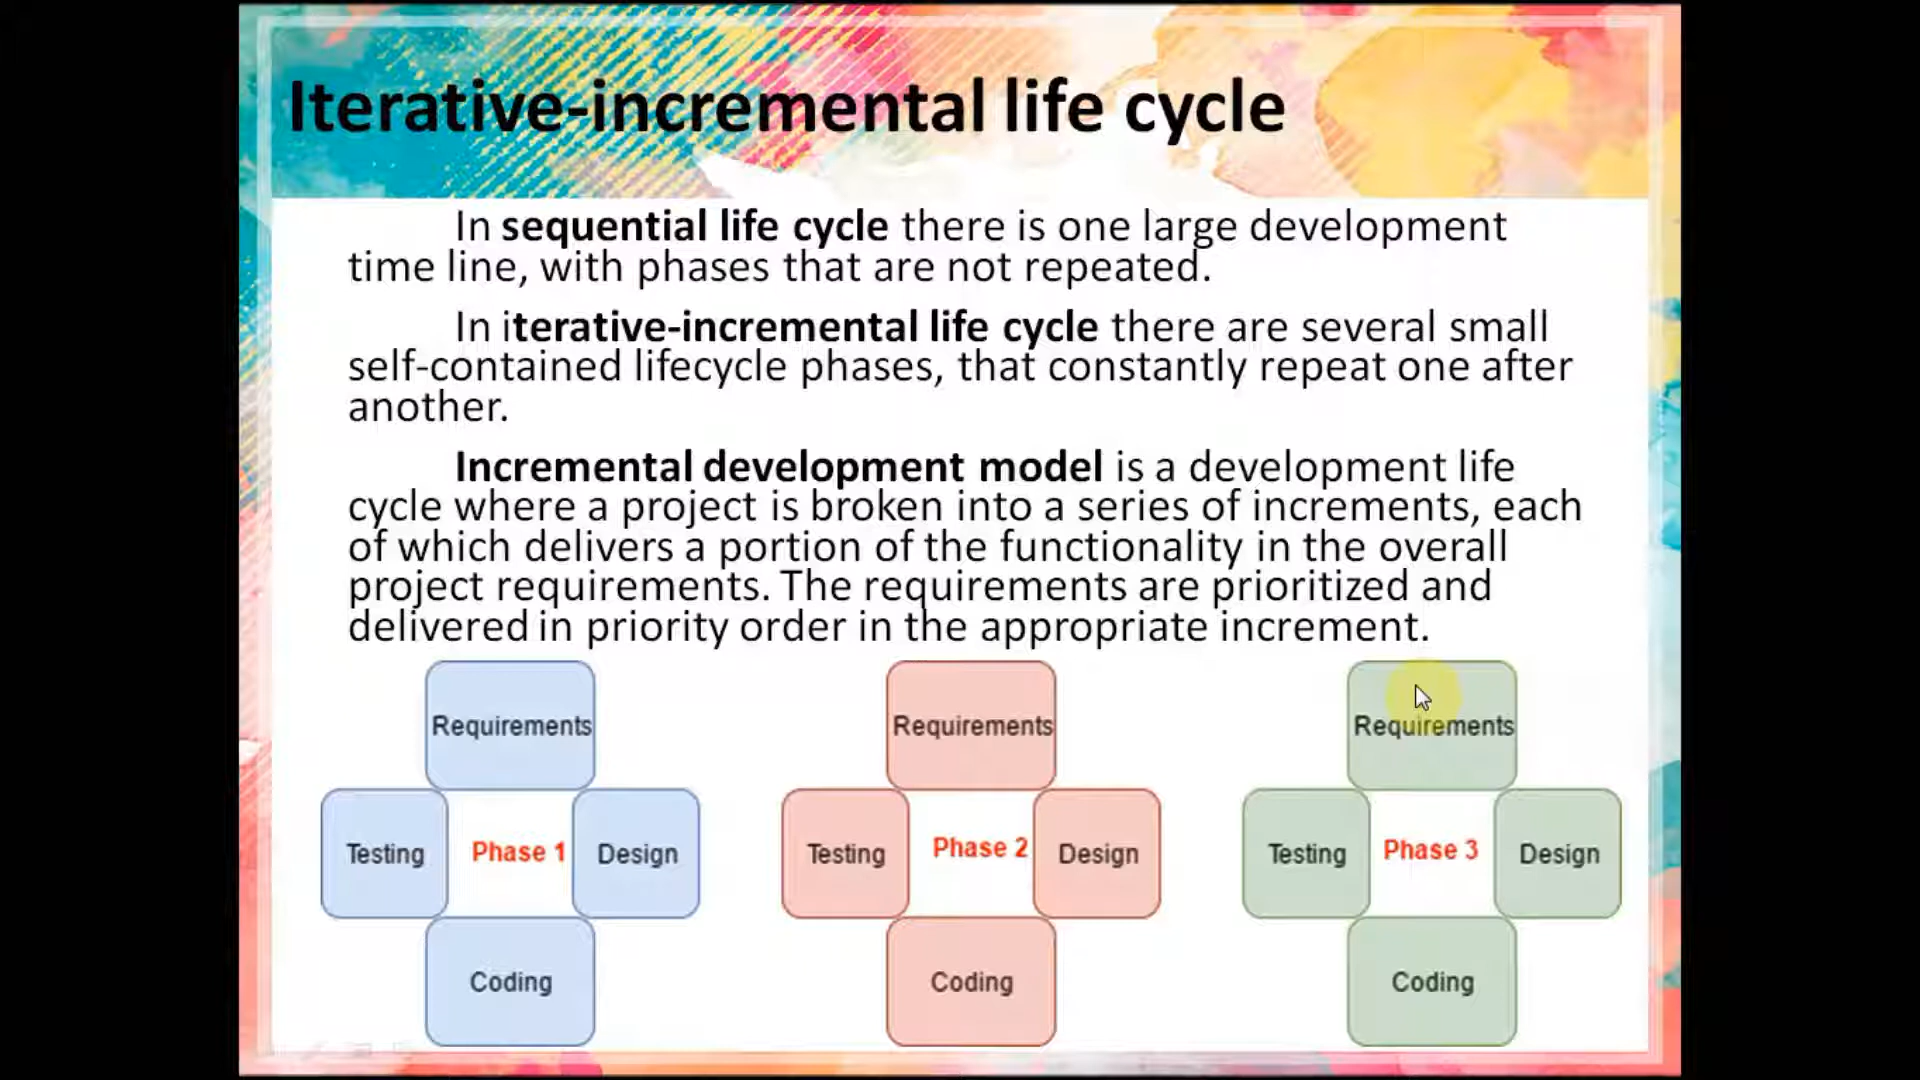 Iterative-incremental life cycle
In sequential life cycle there is one large development
time line, with phases that are not repeated.
In iterative-incremental life cycle there are several small
self-contained lifecycle phases, that constantly repeat one after
another.
Incremental development model is a development life
cycle where a project is broken into a series of increments, each
of which delivers a portion of the functionality in the overall
project requirements. The requirements are prioritized and
delivered in priority order in the appropriate increment.
Requirements
Testing
Phase 1
Design
Coding
Requirements
Testing
Phase 2
Design
Coding
Requirements
Testing
Phase 3
Design
Coding